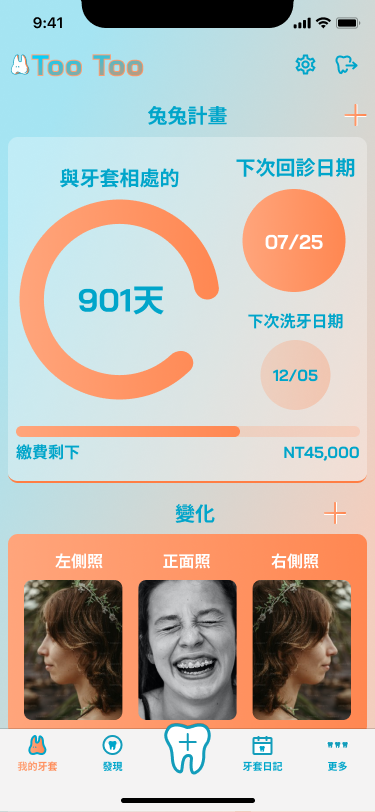 9:41
Too Too
兔兔計畫
與牙套相處的
901天
下次回診日期
07/25
下次洗牙日期
12/05
繳費剩下
NT45,000
變化
左側照
正面照
右側照
我的牙套
發現
牙套日記
更多